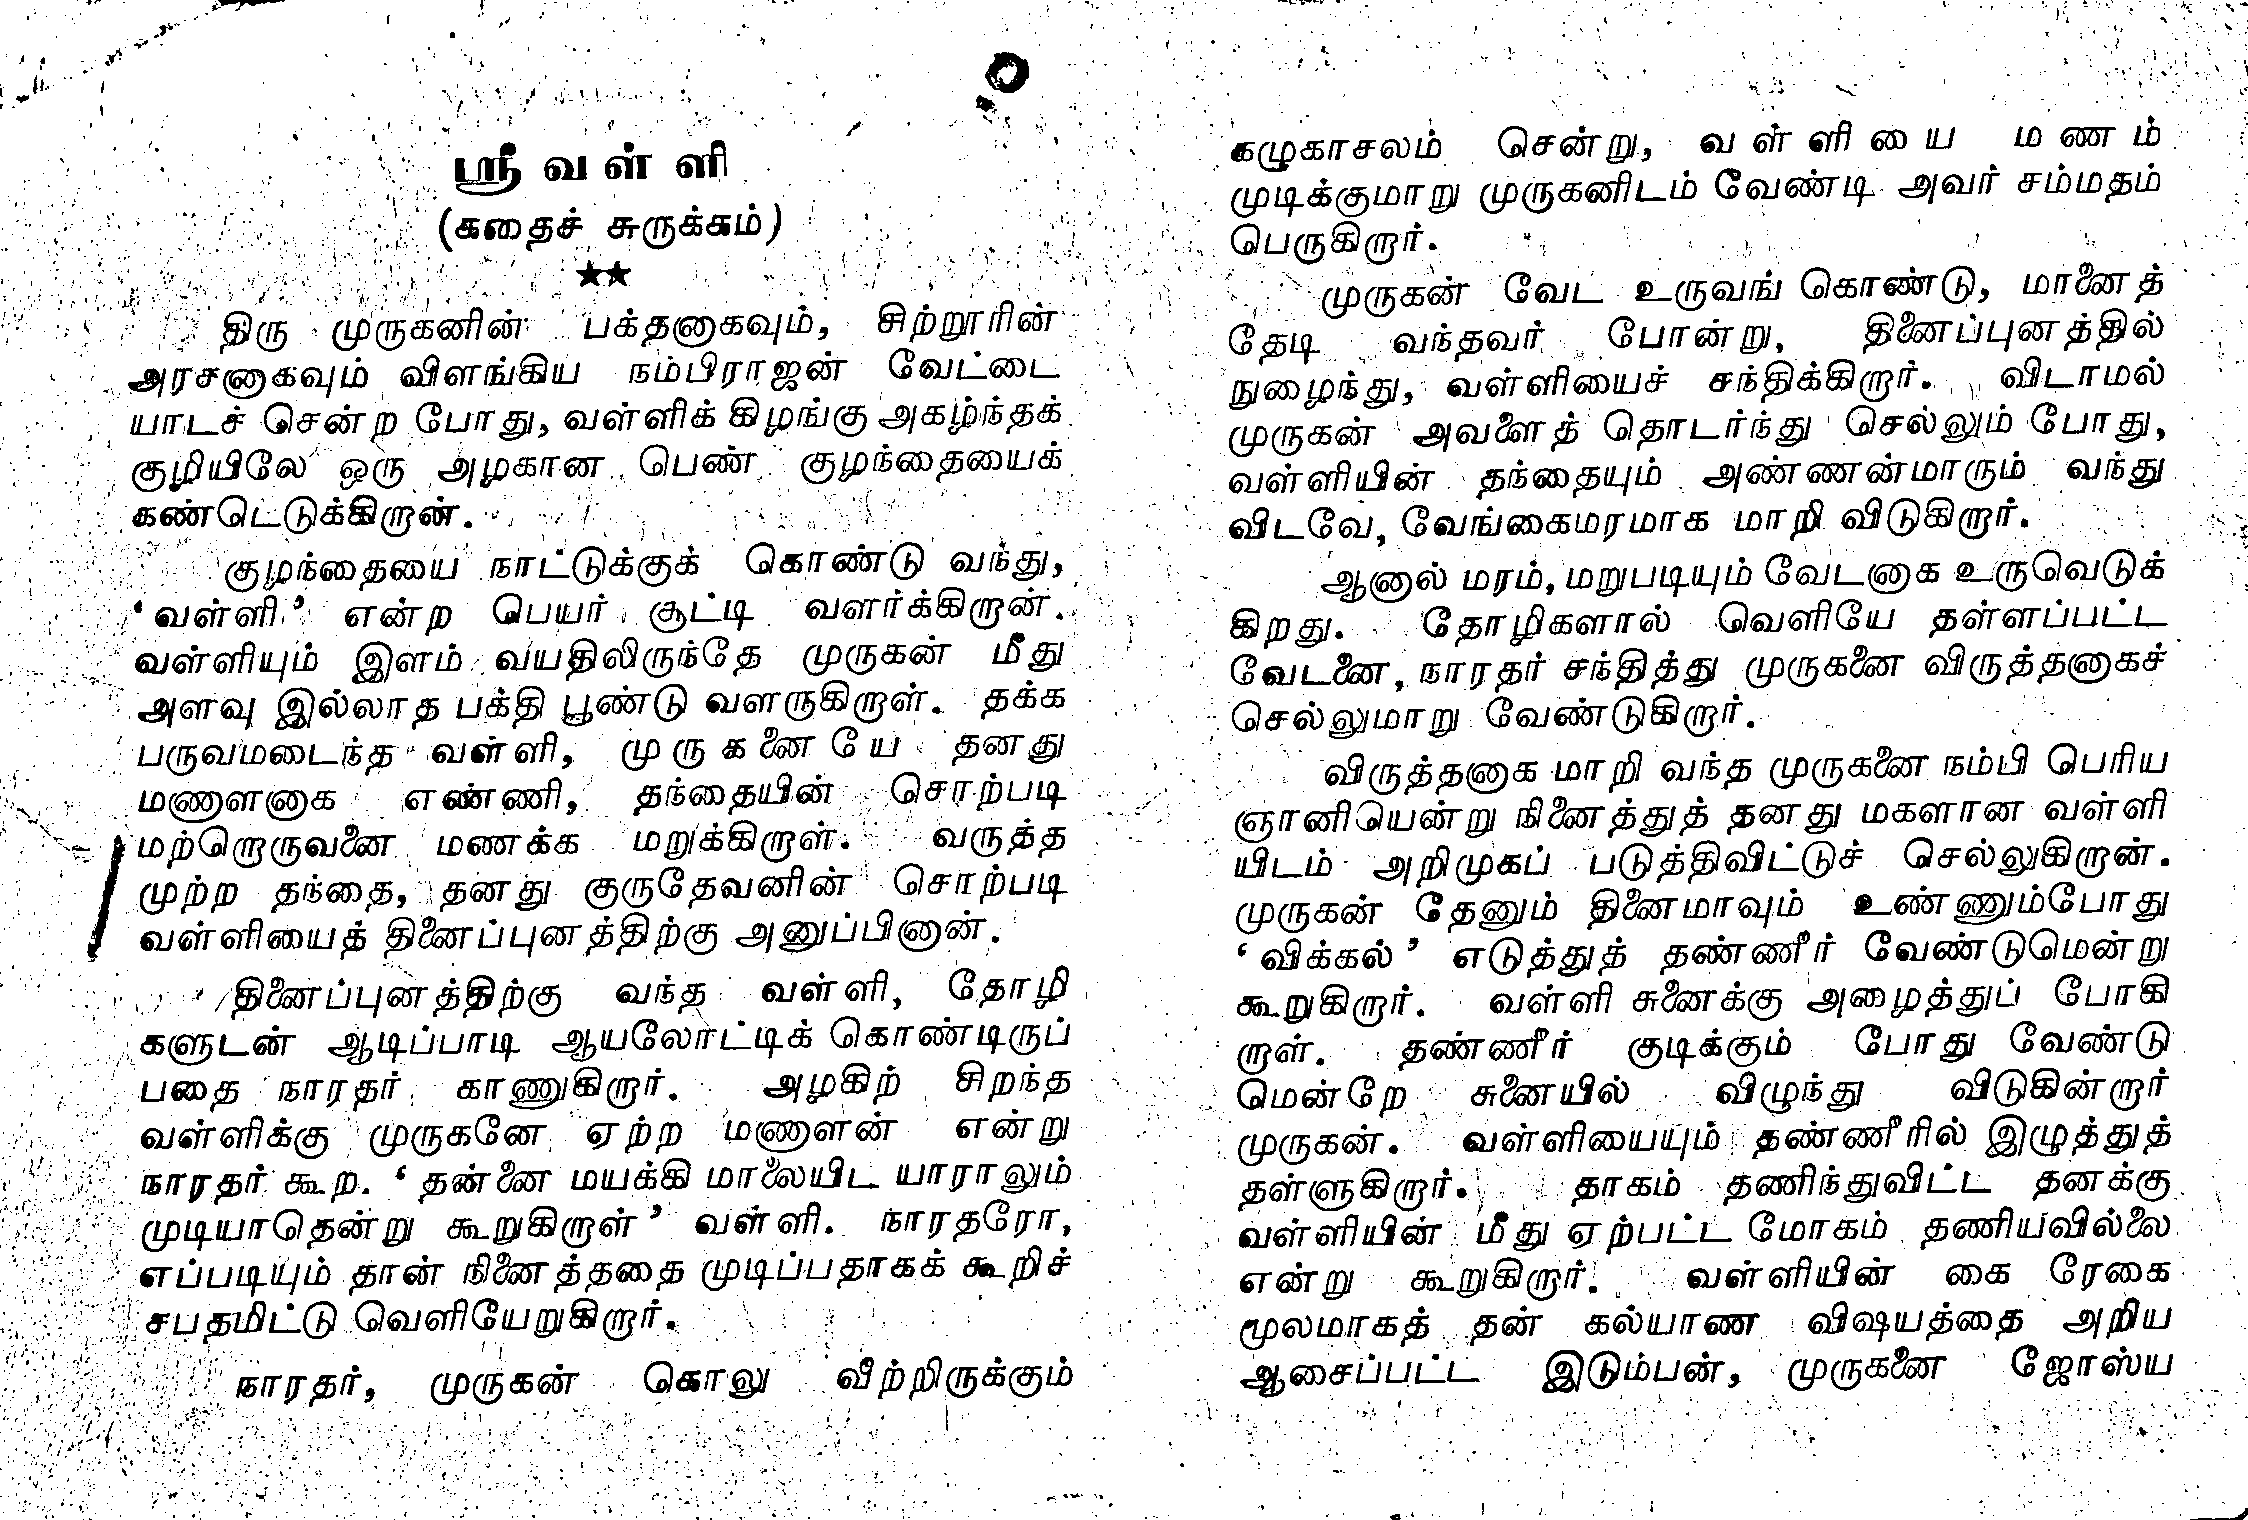 ஸ்ரீ வள்ளி
(கதைச் சுருக்கம்)
★★
திரு முருகனின் பக்தனாகவும், சிற்றூரின்
அரசனாகவும் விளங்கிய நம்பிராஜன் வேட்டை
யாடச் சென்ற போது, வள்ளிக் கிழங்கு அகழ்ந்தக்
குழியிலே ஒரு அழகான பெண் குழந்தையைக்
கண்டெடுக்கிறான்.
குழந்தையை நாட்டுக்குக் கொண்டு வந்து,
‘வள்ளி’ என்ற பெயர் சூட்டி வளர்க்கிறான்.
வள்ளியும் இளம் வயதிலிருந்தே முருகன் மீது
அளவு இல்லாத பக்தி பூண்டு வளருகிறாள். தக்க
பருவமடைந்த வள்ளி, முருகனையே தனது
மணாளனாக எண்ணி, தந்தையின் சொற்படி
மற்றொருவனை மணக்க மறுக்கிறாள். வருத்த
முற்ற தந்தை, தனது குருதேவனின் சொற்படி
வள்ளியைத் தினைப்புனத்திற்கு அனுப்பினான்.
தினைப்புனத்திற்கு வந்த வள்ளி, தோழி
களுடன் ஆடிப்பாடி ஆயலோட்டிக் கொண்டிருப்
பதை நாரதர் காணுகிறார். அழகிற் சிறந்த
வள்ளிக்கு முருகனே ஏற்ற மணாளன் என்று
நாரதர் கூற. ‘தன்னை மயக்கி மாலையிட யாராலும்
முடியாதென்று கூறுகிறாள்’ வள்ளி. நாரதரோ,
எப்படியும் தான் நினைத்ததை முடிப்பதாகக் கூறிச்
சபதமிட்டு வெளியேறுகிறார்.
நாரதர், முருகன் கொலு வீற்றிருக்கும்
கழுகாசலம் சென்று, வள்ளியை மணம்
முடிக்குமாறு முருகனிடம் வேண்டி அவர் சம்மதம்
பெருகிறார்.
முருகன் வேட உருவங் கொண்டு, மானைத்
தேடி வந்தவர் போன்று, தினைப்புனத்தில்
நுழைந்து, வள்ளியைச் சந்திக்கிறார். விடாமல்
முருகன் அவளைத் தொடர்ந்து செல்லும் போது,
வள்ளியின் தந்தையும் அண்ணன்மாரும் வந்து
விடவே, வேங்கைமரமாக மாறி விடுகிறார்.
ஆனால் மரம், மறுபடியும் வேடனாக உருவெடுக்
கிறது. தோழிகளால் வெளியே தள்ளப்பட்ட
வேடனை, நாரதர் சந்தித்து முருகனை விருத்தனாகச்
செல்லுமாறு வேண்டுகிறார்.
விருத்தனாக மாறி வந்த முருகனை நம்பி பெரிய
ஞானியென்று நினைத்துத் தனது மகளான வள்ளி
யிடம் அறிமுகப் படுத்திவிட்டுச் செல்லுகிறான்.
முருகன் தேனும் தினைமாவும் உண்ணும்போது
‘விக்கல்’ எடுத்துத் தண்ணீர் வேண்டுமென்று
கூறுகிறார். வள்ளி சுனைக்கு அழைத்துப் போகி
றாள். தண்ணீர் குடிக்கும் போது வேண்டு
மென்றே சுனையில் விழுந்து விடுகின்றார்
முருகன். வள்ளியையும் தண்ணீரில் இழுத்துத்
தள்ளுகிறார். தாகம் தணிந்துவிட்ட தனக்கு
வள்ளியின் மீது ஏற்பட்ட மோகம் தணியவில்லை
என்று கூறுகிறார். வள்ளியின் கை ரேகை
மூலமாகத் தன் கல்யாண விஷயத்தை அறிய
ஆசைப்பட்ட இடும்பன், முருகனை ஜோஸ்ய